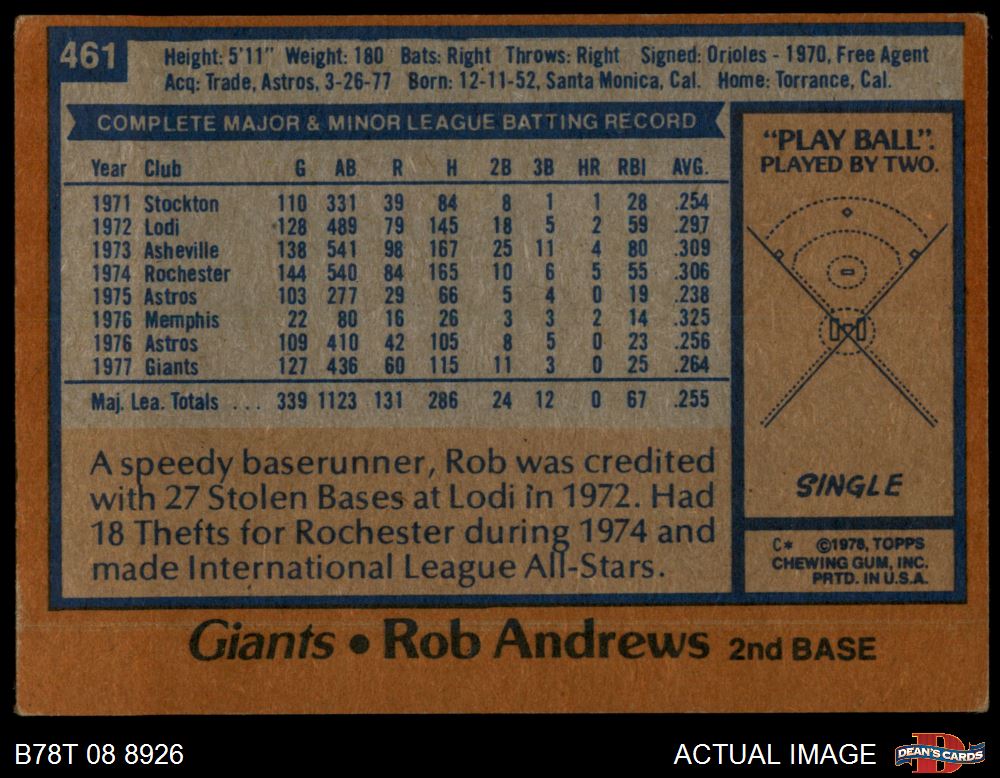 461
Height: 5'11" Weight: 180 Bats: Right Throws: Right Signed: Orioles - 1970, Free Agent
Acq: Trade, Astros, 3-26-77 Born: 12-11-52, Santa Monica, Cal. Home: Torrance, Cal.
COMPLETE MAJOR & MINOR LEAGUE BATTING RECORD
Year Club G AB R H 2B 3B HR RBI AVG.
1971 Stockton 110 331 39 84 8 1 1 28 .254
1972 Lodi 128 489 79 145 18 5 2 59 .297
1973 Asheville 138 541 98 167 25 11 4 80 .309
1974 Rochester 144 540 84 165 10 6 5 55 .306
1975 Astros 103 277 29 66 5 4 0 19 .238
1976 Memphis 22 80 16 26 3 3 2 14 .325
1976 Astros 109 410 42 105 8 5 0 23 .256
1977 Giants 127 436 60 115 11 3 0 25 .264
Maj. Lea. Totals ... 339 1123 131 286 24 12 0 67 .255
A speedy baserunner, Rob was credited
with 27 Stolen Bases at Lodi in 1972. Had
18 Thefts for Rochester during 1974 and
made International League All-Stars.
"PLAY BALL".
PLAYED BY TWO.
SINGLE
C* ©1978, TOPPS
CHEWING GUM, INC.
PRTD. IN U.S.A.
Giants • Rob Andrews 2nd BASE
B78T 08 8926
ACTUAL IMAGE
DEAN'S CARDS